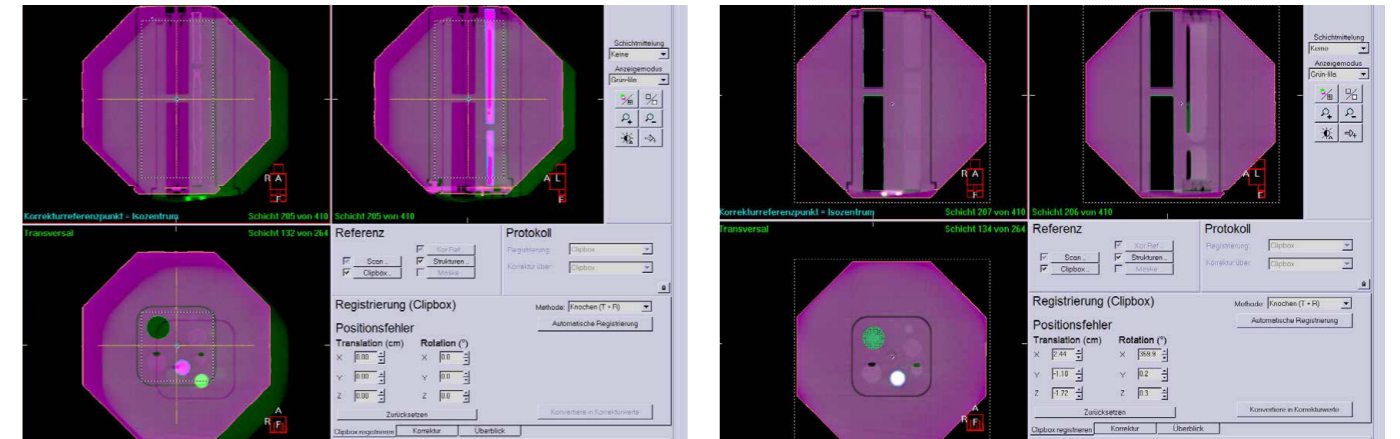 Schichtmittelung
Keine
Anzeigemodus
Grün-lila
R A
F
A L
F
Korrekturreferenzpunkt = Isozentrum
Schicht 205 von 410
Schicht 205 von 410
Transversal
Schicht 132 von 264
A
R F
Referenz
Kor.Ref...
Scan...
Strukturen...
Clipbox...
Maske
Protokoll
Registrierung:
Clipbox
Korrektur über:
Clipbox
Registrierung (Clipbox)
Methode: Knochen (T + R)
Automatische Registrierung
Positionsfehler
Translation (cm)
Rotation (°)
X 0.00 X 0.0
Y 0.00 Y 0.0
Z 0.00 Z 0.0
Zurücksetzen
Konvertiere in Korrekturwerte
Clipbox registrieren
Korrektur
Überblick
Schichtmittelung
Keine
Anzeigemodus
Grün-lila
R A
F
A L
F
Korrekturreferenzpunkt = Isozentrum
Schicht 207 von 410
Schicht 206 von 410
Transversal
Schicht 134 von 264
A
R F
Referenz
Kor.Ref...
Scan...
Strukturen...
Clipbox...
Maske
Protokoll
Registrierung:
Clipbox
Korrektur über:
Clipbox
Registrierung (Clipbox)
Methode: Knochen (T + R)
Automatische Registrierung
Positionsfehler
Translation (cm)
Rotation (°)
X 2.44 X 359.9
Y -1.10 Y 0.2
Z -1.72 Z
Zurücksetzen
Konvertiere in Korrekturwerte
Clipbox registrieren
Korrektur
Überblick